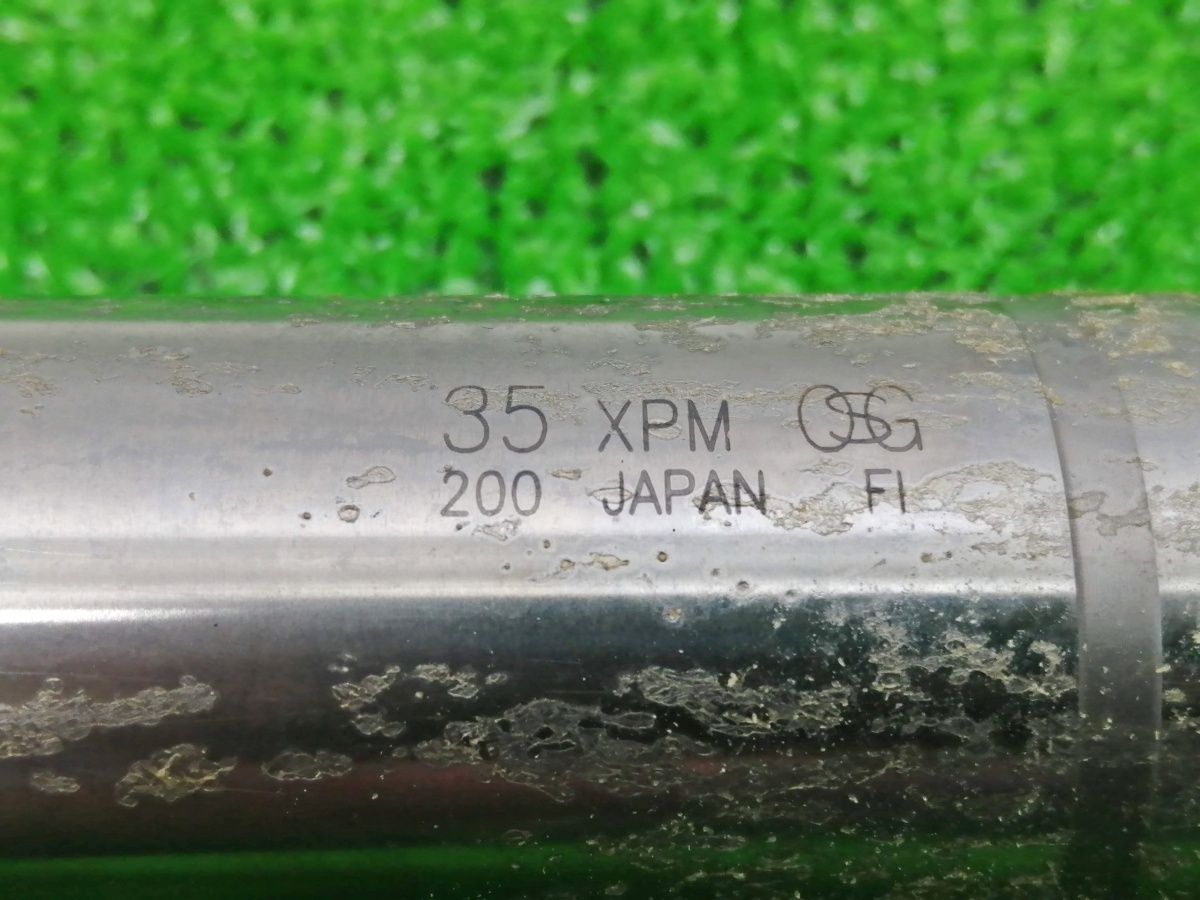 35 XPM OSG
200 JAPAN FI